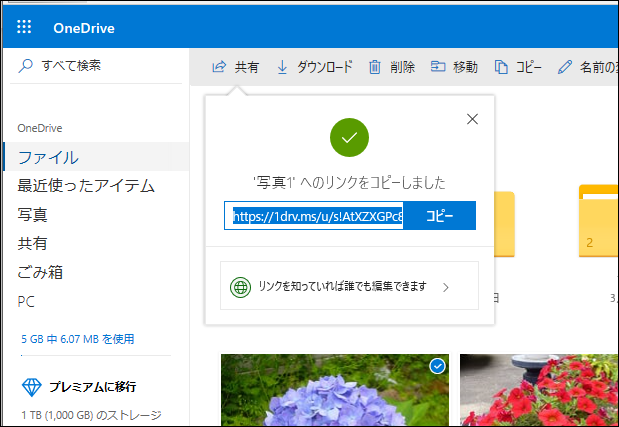 OneDrive
すべて検索
共有
ダウンロード
削除
移動
コピー
名前の
OneDrive
ファイル
最近使ったアイテム
写真
共有
ごみ箱
PC
5 GB 中 6.07 MB を使用
プレミアムに移行
1 TB (1,000 GB) のストレージ
'写真1' へのリンクをコピーしました
https://1drv.ms/u/s!AtXZXGPc8
コピー
リンクを知っていれば誰でも編集できます
2
日
3,